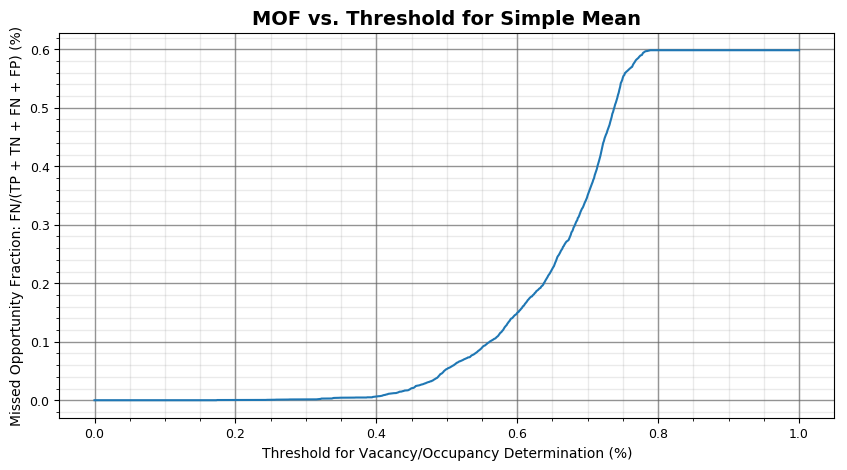 MOF vs. Threshold for Simple Mean
Missed Opportunity Fraction: FN/(TP + TN + FN + FP) (%)
0.6
0.5
0.4
0.3
0.2
0.1
0.0
0.0 0.2 0.4 0.6 0.8 1.0
Threshold for Vacancy/Occupancy Determination (%)